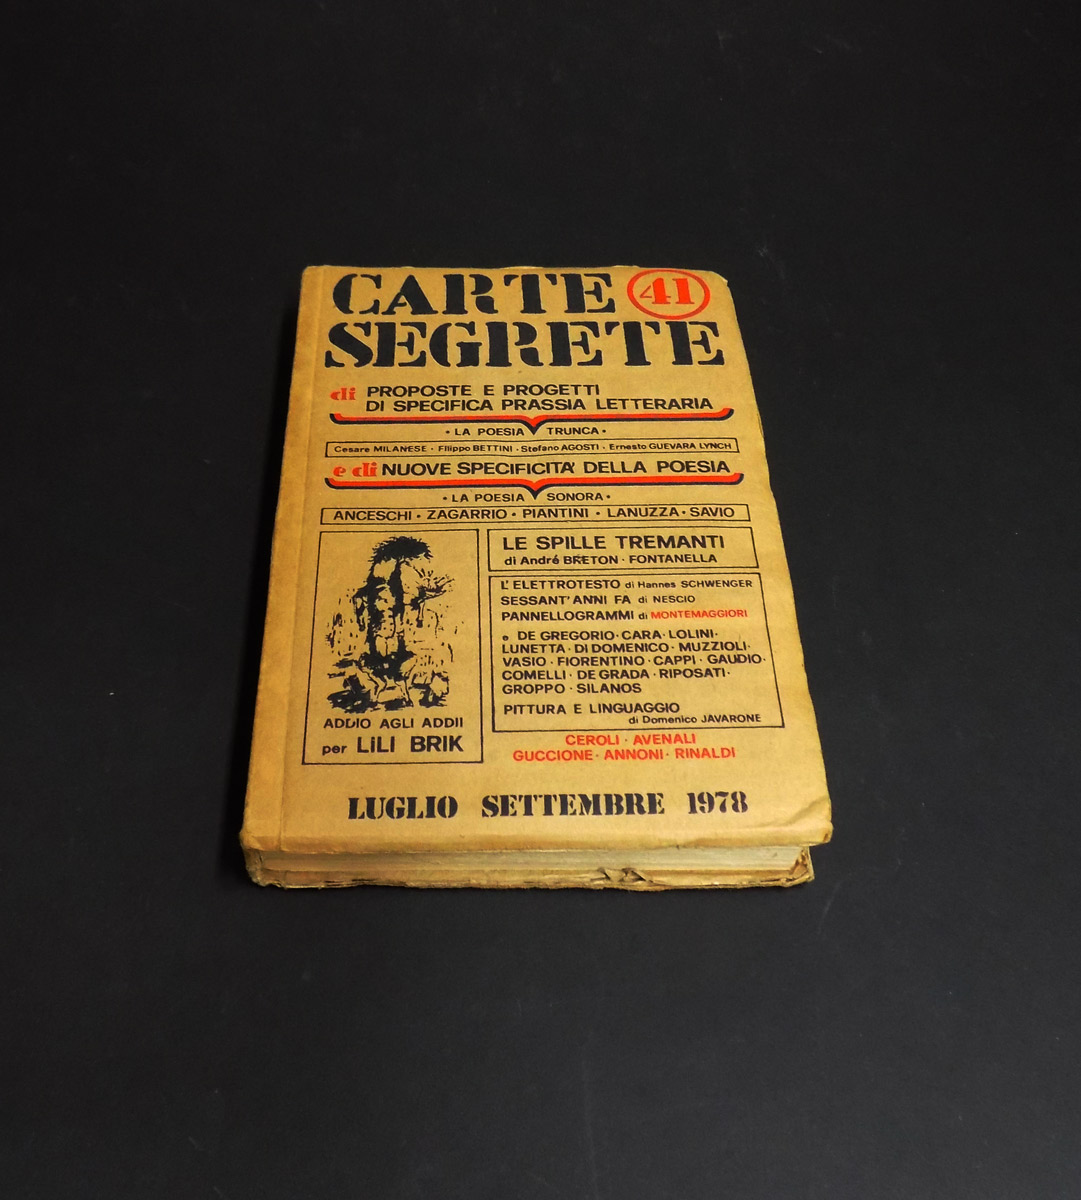 CARTE 41
SEGRETE
di PROPOSTE E PROGETTI
DI SPECIFICA PRASSIA LETTERARIA
• LA POESIA TRUNCA •
Cesare MILANESE · Filippo BETTINI · Stefano AGOSTI · Ernesto GUEVARA LYNCH
e di NUOVE SPECIFICITA' DELLA POESIA
• LA POESIA SONORA •
ANCESCHI · ZAGARRIO · PIANTINI · LANUZZA · SAVIO
ADDIO AGLI ADDII
per LiLI BRIK
LE SPILLE TREMANTI
di André BRETON · FONTANELLA
L'ELETTROTESTO di Hannes SCHWENGER
SESSANT'ANNI FA di NESCIO
PANNELLOGRAMMI di MONTEMAGGIORI
e DE GREGORIO · CARA · LOLINI ·
LUNETTA · DI DOMENICO · MUZZIOLI ·
VASIO · FIORENTINO · CAPPI · GAUDIO ·
COMELLI · DE GRADA · RIPOSATI ·
GROPPO · SILANOS
PITTURA E LINGUAGGIO
di Domenico JAVARONE
CEROLI · AVENALI
GUCCIONE · ANNONI · RINALDI
LUGLIO SETTEMBRE 1978